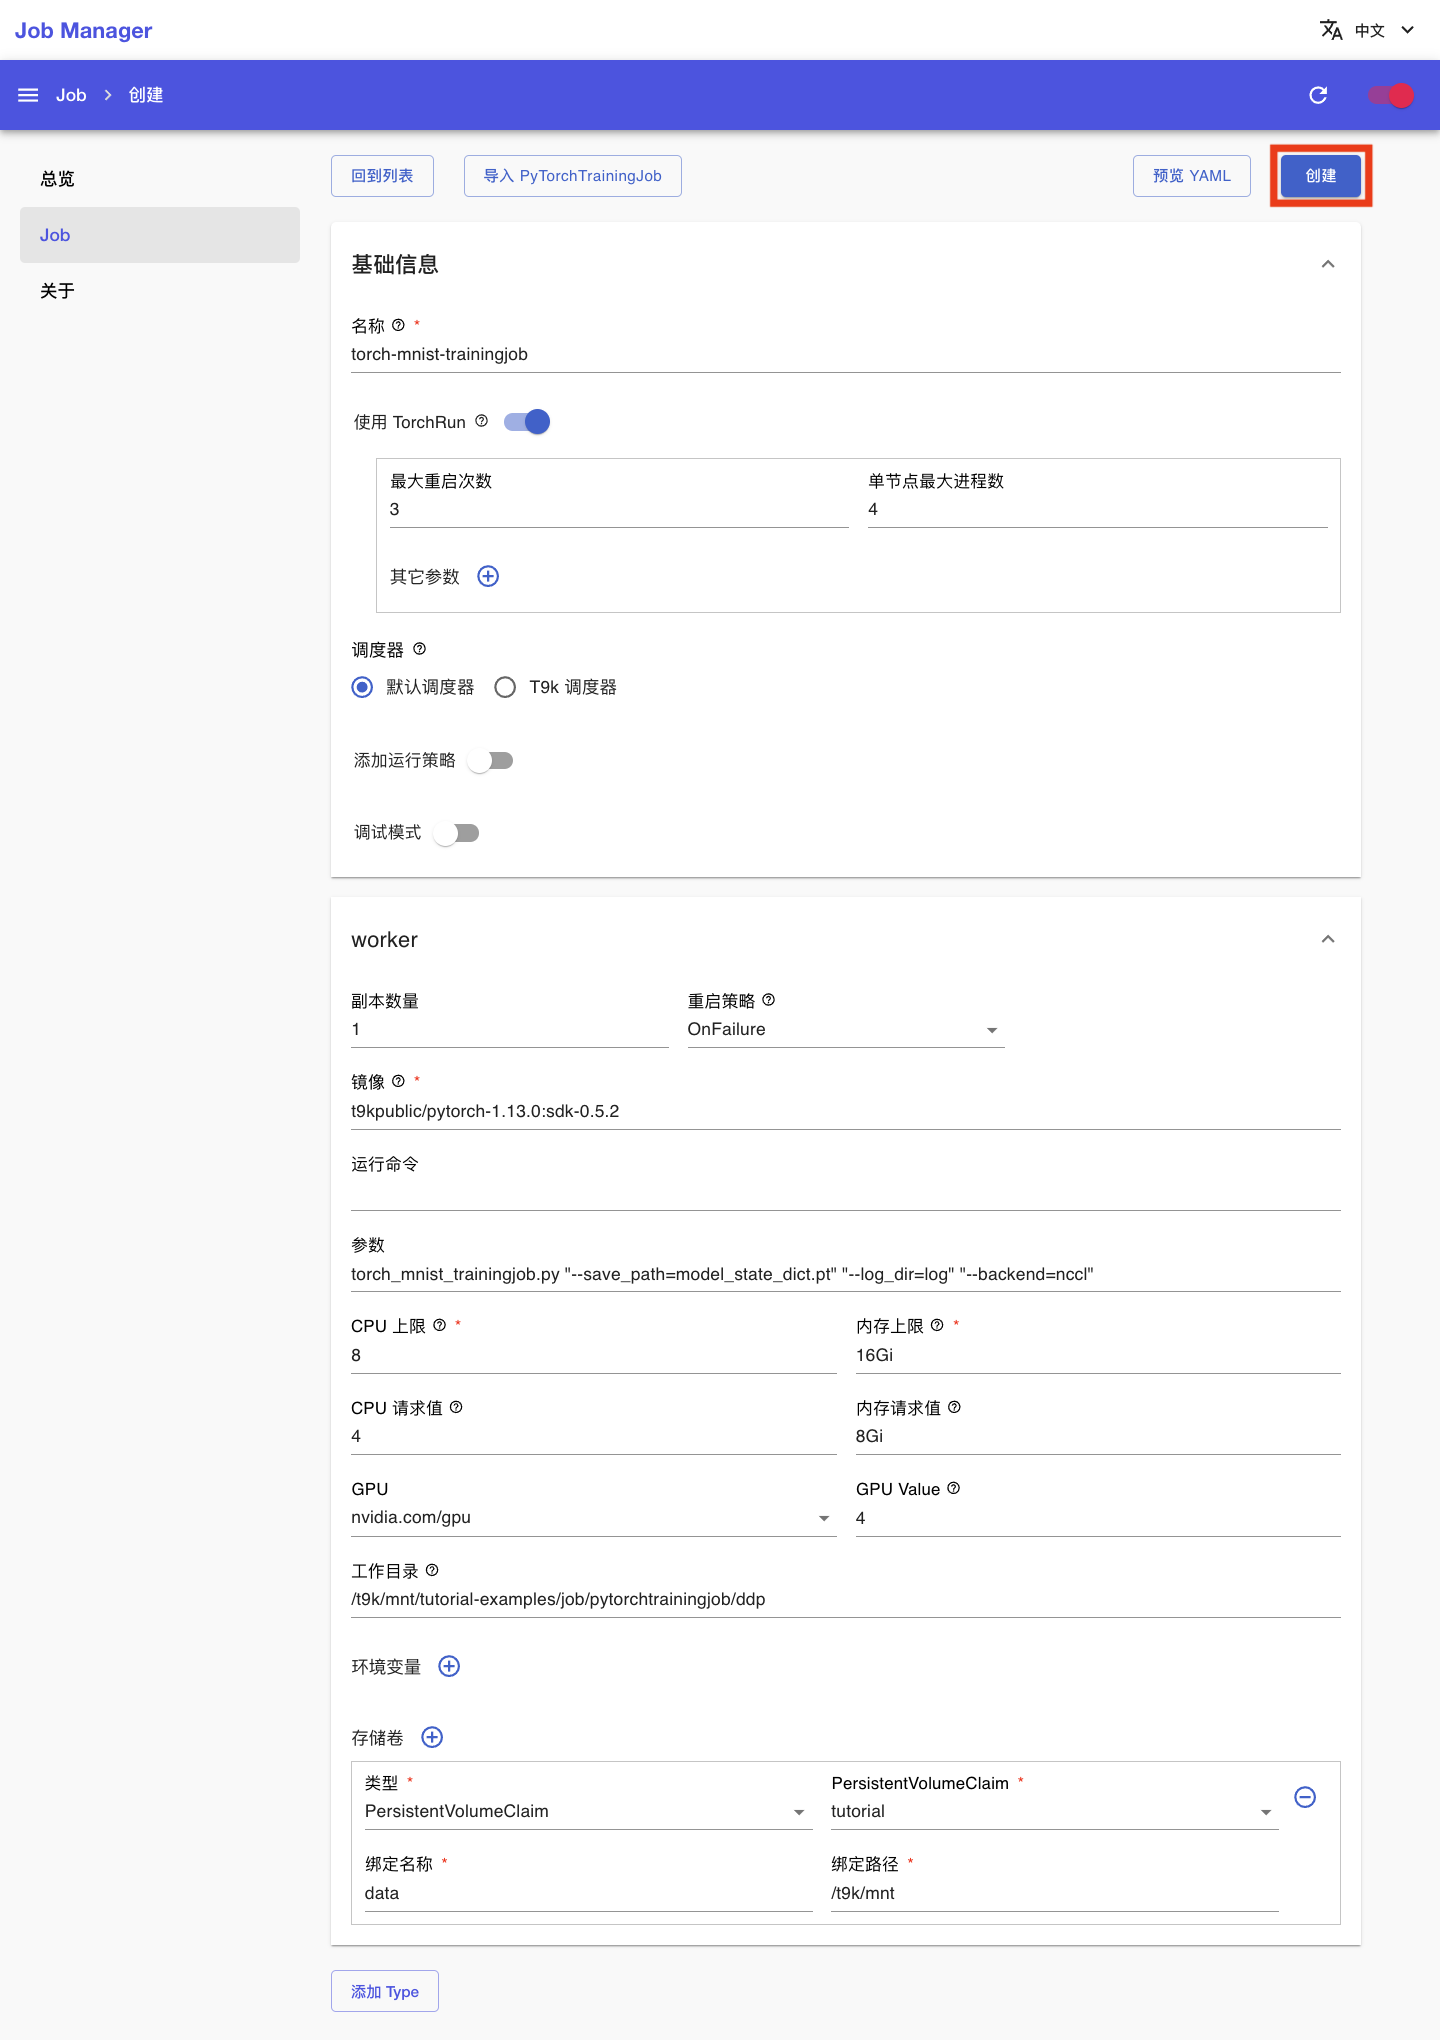 Job Manager
中文
Job
创建
总览
Job
关于
回到列表
导入 PyTorchTrainingJob
预览 YAML
创建
基础信息
名称 *
torch-mnist-trainingjob
使用 TorchRun
最大重启次数
3
单节点最大进程数
4
其它参数
调度器
默认调度器
T9k 调度器
添加运行策略
调试模式
worker
副本数量
1
重启策略
OnFailure
镜像 *
t9kpublic/pytorch-1.13.0:sdk-0.5.2
运行命令
参数
torch_mnist_trainingjob.py "--save_path=model_state_dict.pt" "--log_dir=log" "--backend=nccl"
CPU 上限 *
8
内存上限 *
16Gi
CPU 请求值
4
内存请求值
8Gi
GPU
nvidia.com/gpu
GPU Value
4
工作目录
/t9k/mnt/tutorial-examples/job/pytorchtrainingjob/ddp
环境变量
存储卷
类型 *
PersistentVolumeClaim
PersistentVolumeClaim *
tutorial
绑定名称 *
data
绑定路径 *
/t9k/mnt
添加 Type